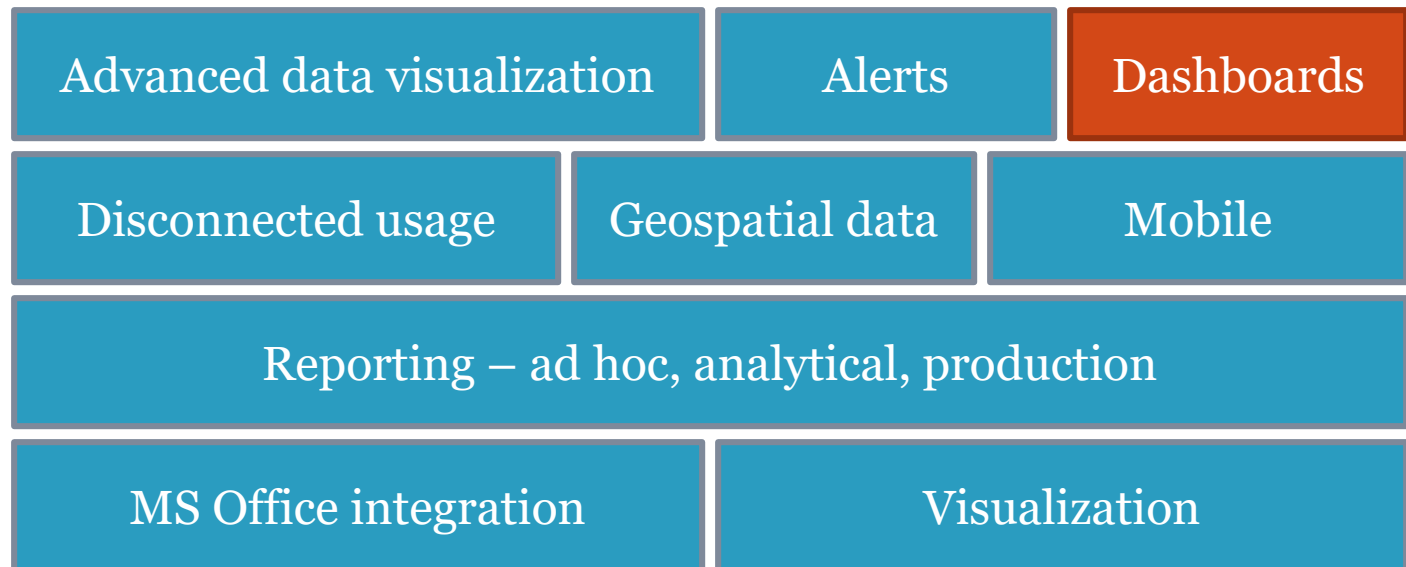 Advanced data visualization
Alerts
Dashboards
Disconnected usage
Geospatial data
Mobile
Reporting – ad hoc, analytical, production
MS Office integration
Visualization